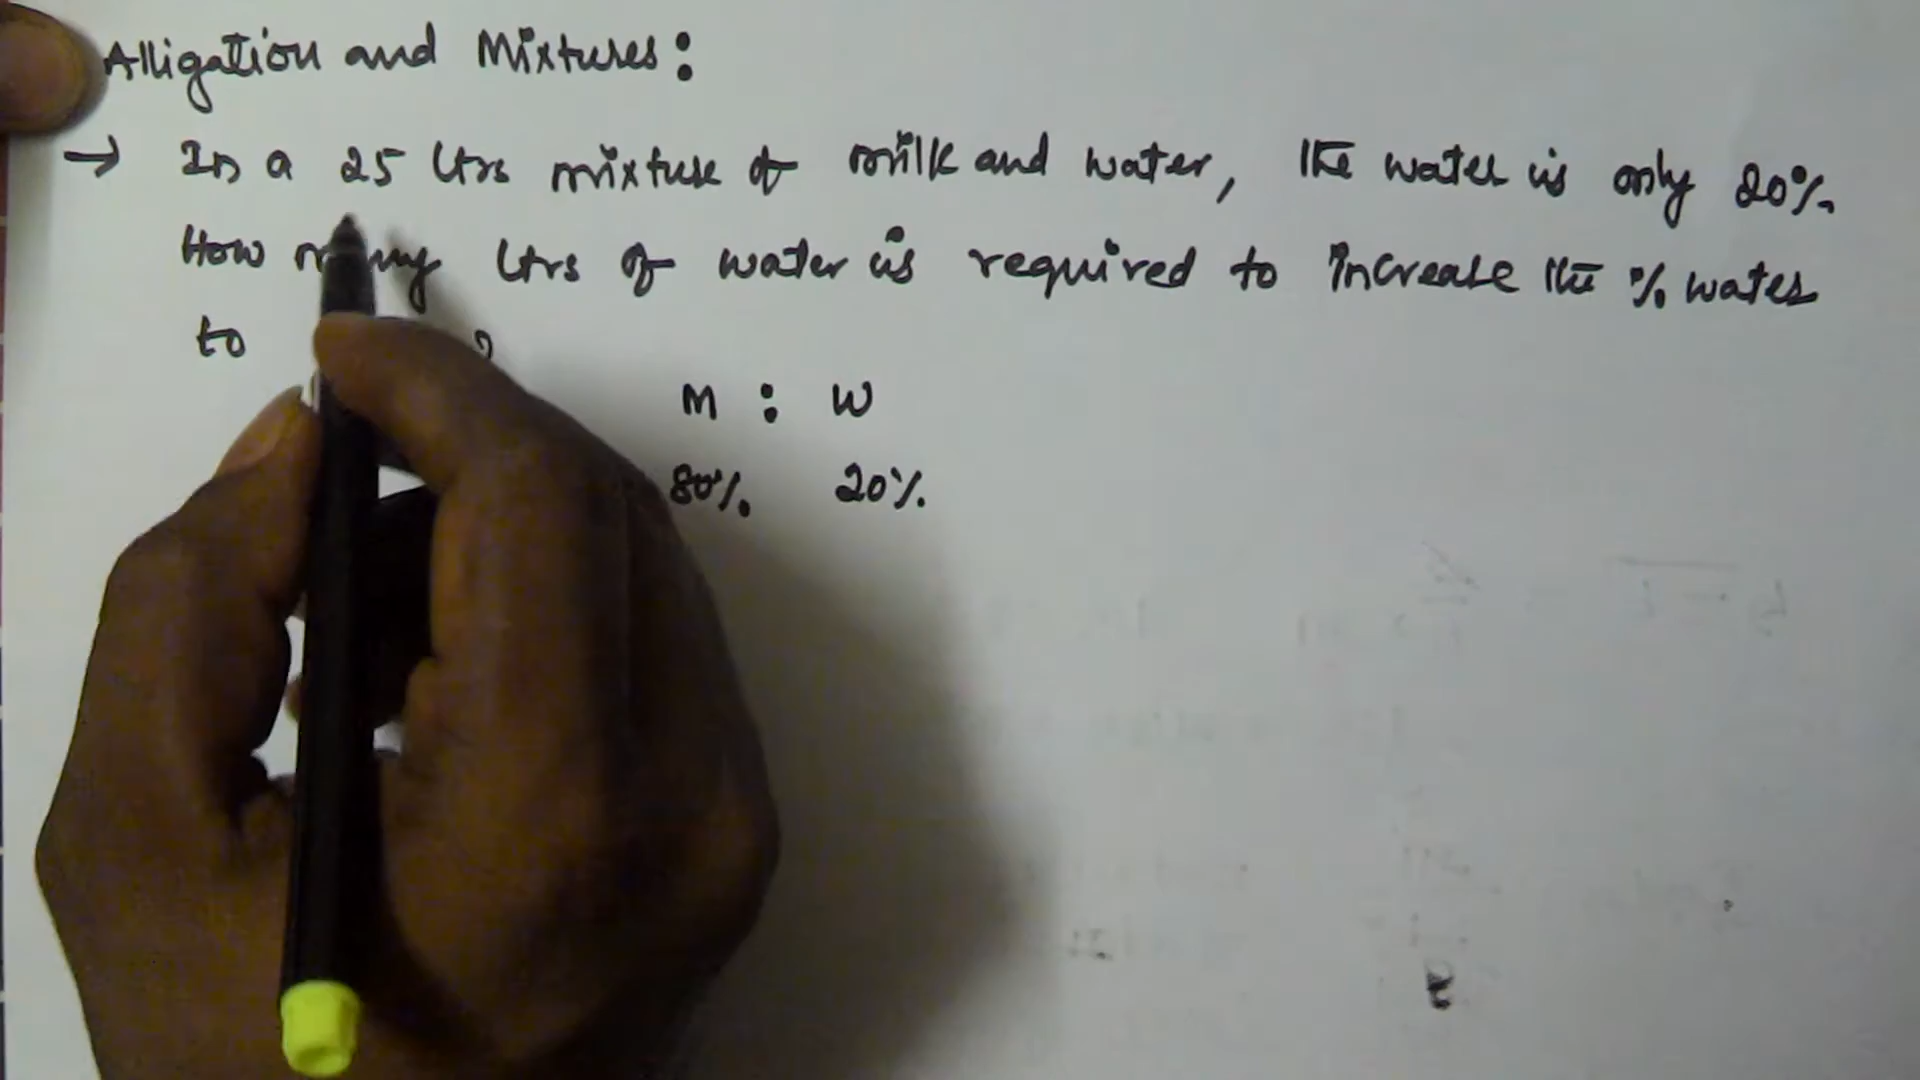 Alligation and Mixtures:
→ In a 25 Ltrs mixture of milk and water, the water is only 20%.
How many Ltrs of water is required to increase the % water
to ?
M : W
80% 20%